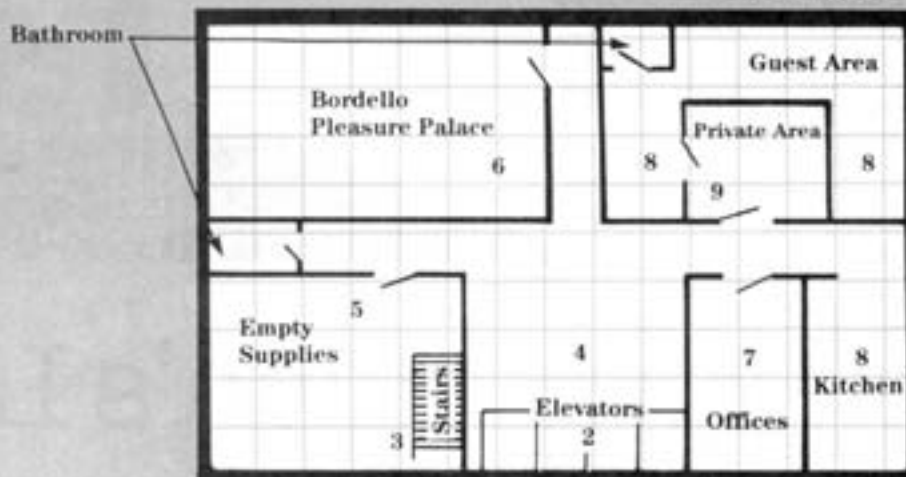 Bathroom
Guest Area
Bordello
Pleasure Palace
Private Area
6
8
8
9
5
Empty
Supplies
4
7
8
Kitchen
Stairs
Elevators
Offices
3
2